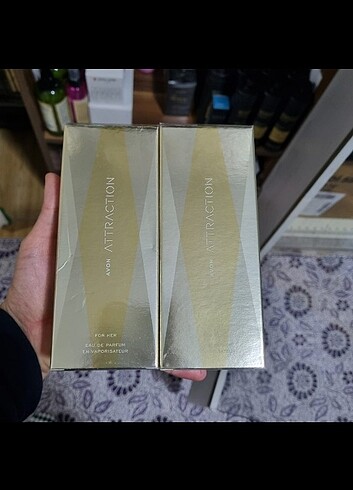 AVON ATTRACTION
FOR HER
EAU DE PARFUM
EN VAPORISATEUR
AVON ATTRACTION